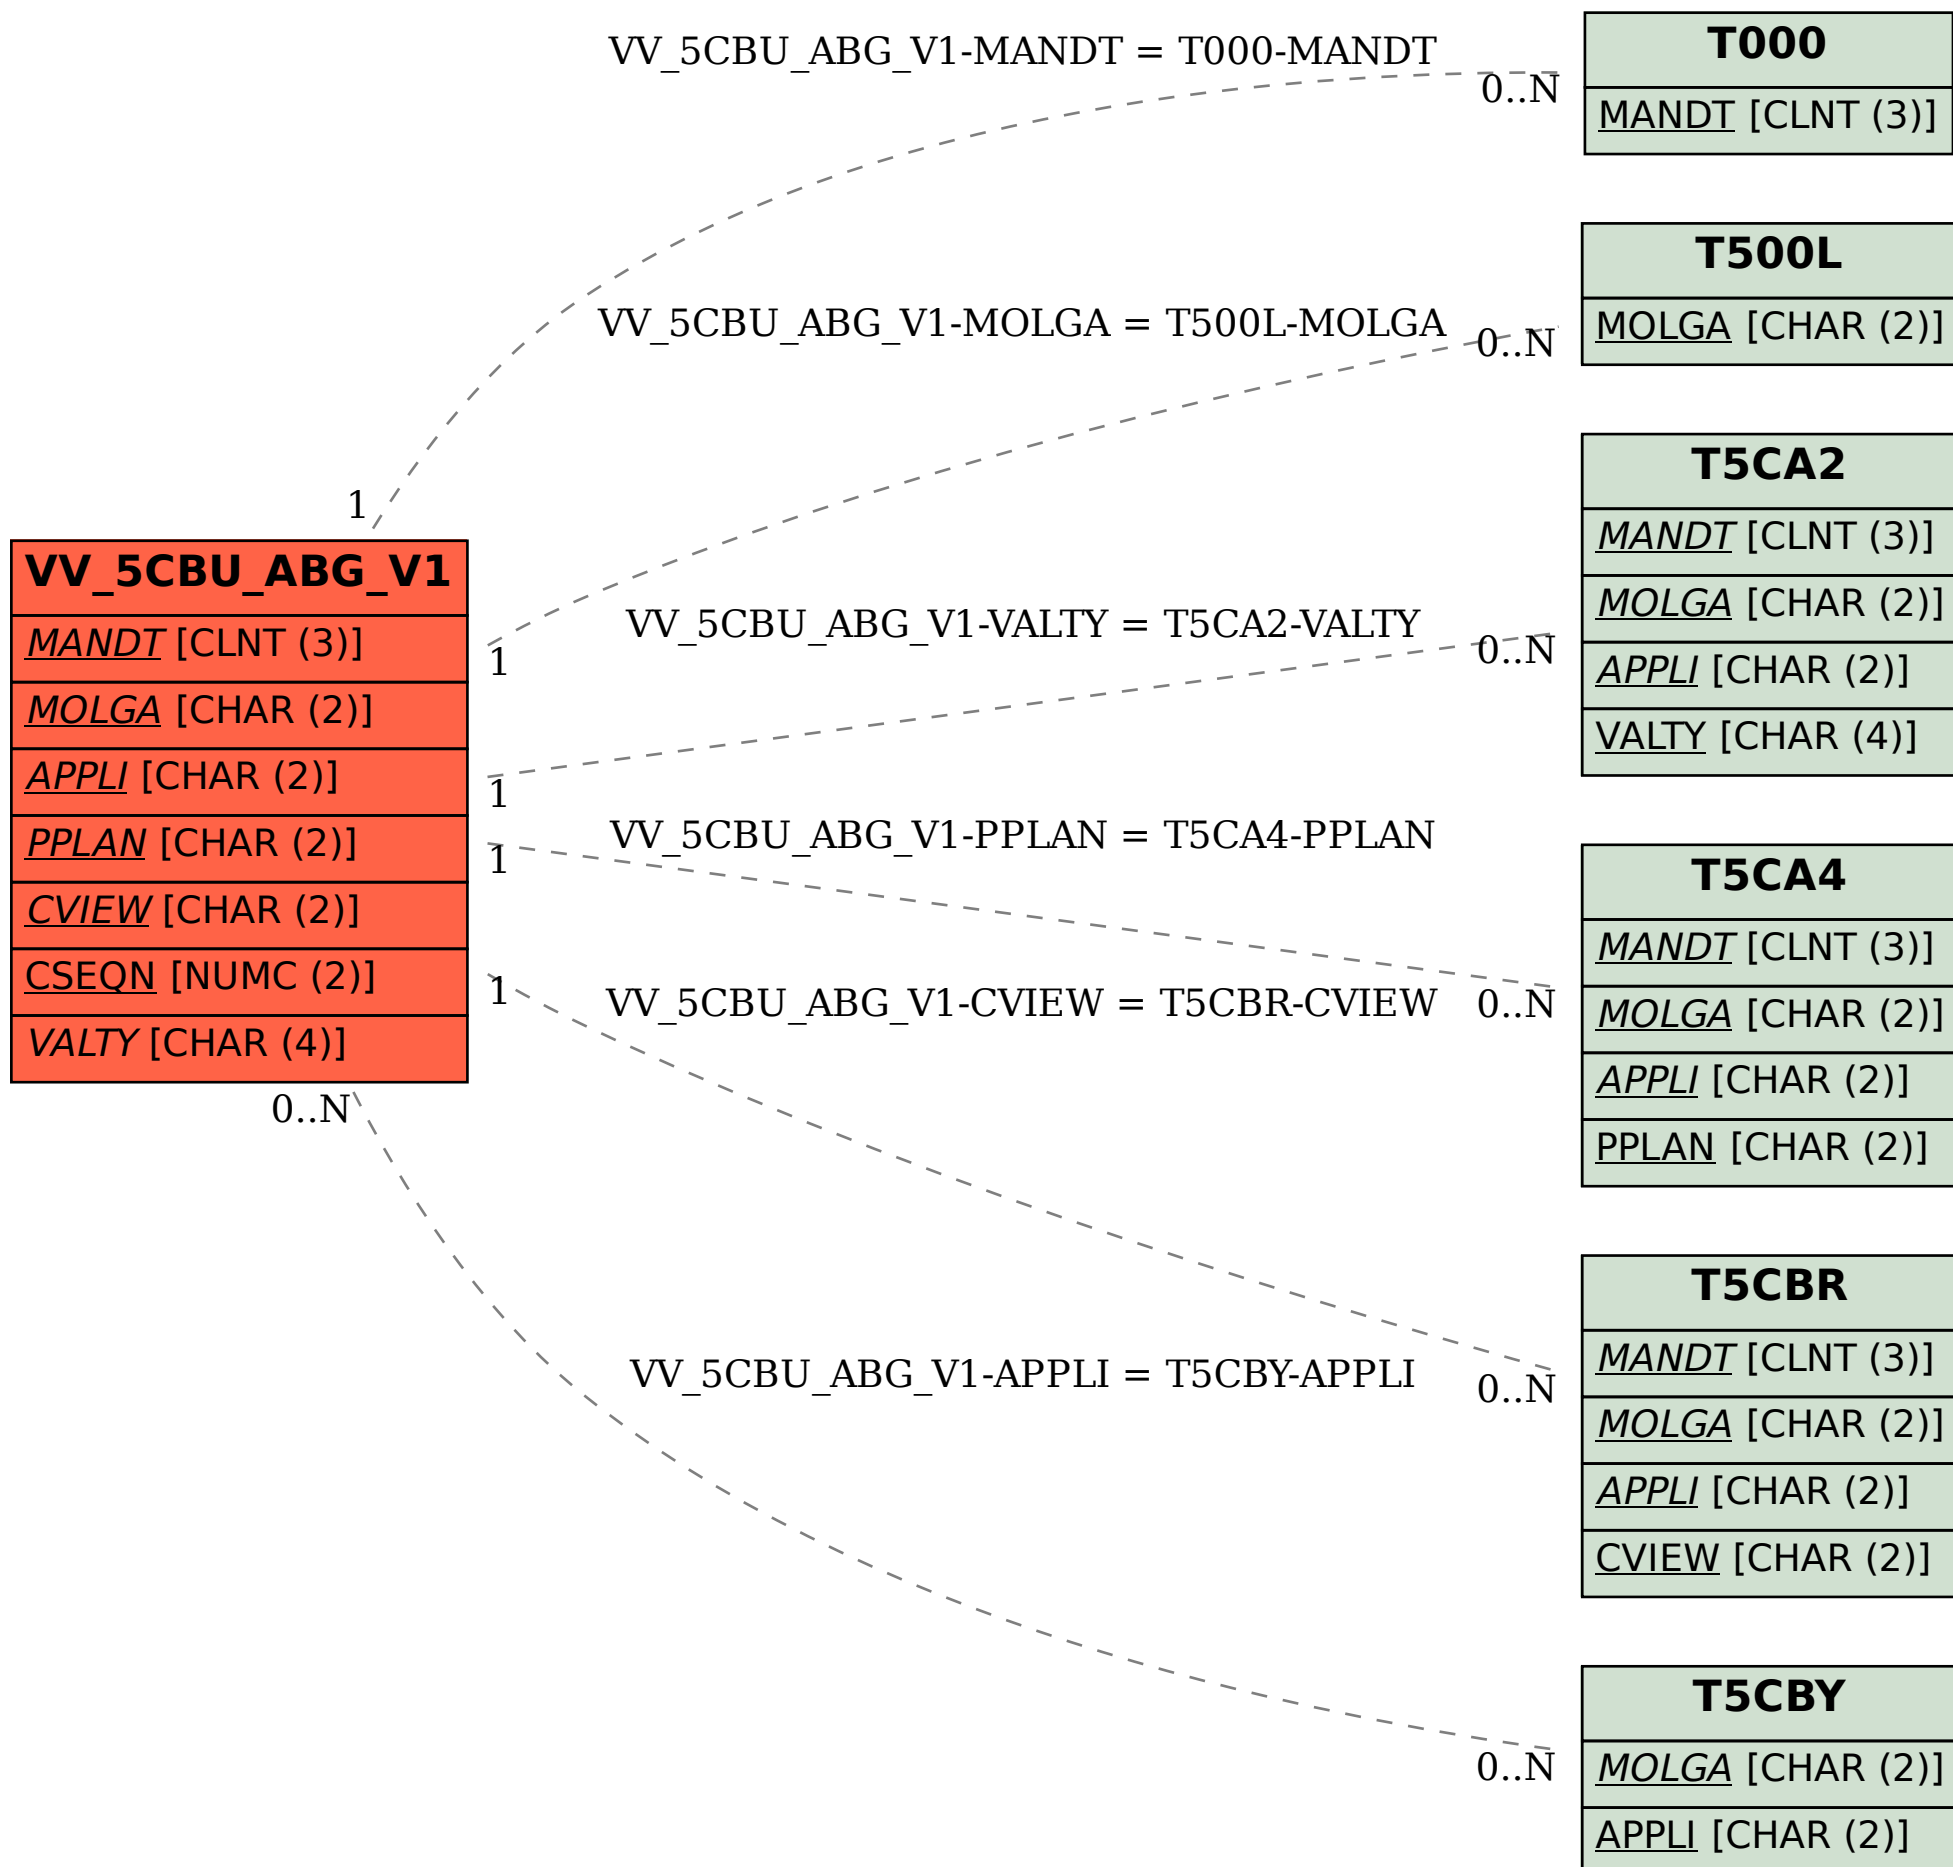 VV_5CBU_ABG_V1-MANDT = T000-MANDT
0..N
1
T000
MANDT [CLNT (3)]
VV_5CBU_ABG_V1-MOLGA = T500L-MOLGA
0..N
1
T500L
MOLGA [CHAR (2)]
VV_5CBU_ABG_V1
MANDT [CLNT (3)]
MOLGA [CHAR (2)]
APPLI [CHAR (2)]
PPLAN [CHAR (2)]
CVIEW [CHAR (2)]
CSEQN [NUMC (2)]
VALTY [CHAR (4)]
VV_5CBU_ABG_V1-VALTY = T5CA2-VALTY
0..N
1
T5CA2
MANDT [CLNT (3)]
MOLGA [CHAR (2)]
APPLI [CHAR (2)]
VALTY [CHAR (4)]
VV_5CBU_ABG_V1-PPLAN = T5CA4-PPLAN
1
0..N
T5CA4
MANDT [CLNT (3)]
MOLGA [CHAR (2)]
APPLI [CHAR (2)]
PPLAN [CHAR (2)]
VV_5CBU_ABG_V1-CVIEW = T5CBR-CVIEW
1
0..N
T5CBR
MANDT [CLNT (3)]
MOLGA [CHAR (2)]
APPLI [CHAR (2)]
CVIEW [CHAR (2)]
0..N
VV_5CBU_ABG_V1-APPLI = T5CBY-APPLI
0..N
T5CBY
MOLGA [CHAR (2)]
APPLI [CHAR (2)]